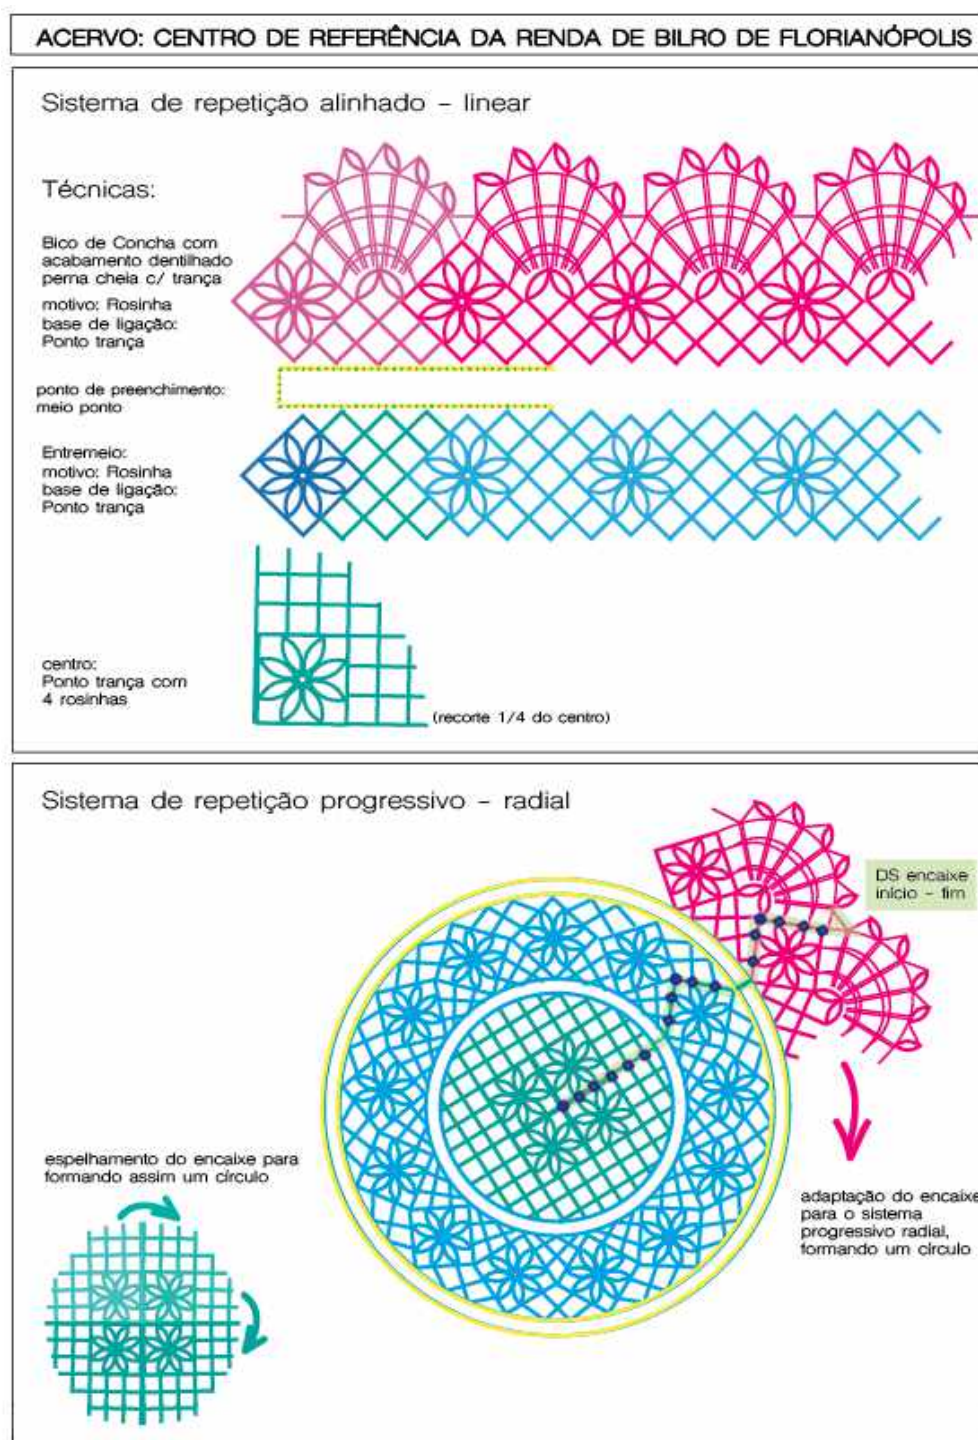 ACERVO: CENTRO DE REFERÊNCIA DA RENDA DE BILRO DE FLORIANÓPOLIS
Sistema de repetição alinhado - linear
Técnicas:
Bico de Concha com
acabamento dentilhado
perna cheia c/ trança
motivo: Rosinha
base de ligação:
Ponto trança
ponto de preenchimento:
meio ponto
Entremeio:
motivo: Rosinha
base de ligação:
Ponto trança
centro:
Ponto trança com
4 rosinhas
(recorte 1/4 do centro)
Sistema de repetição progressivo - radial
DS encaixe
início - fim
espelhamento do encaixe para
formando assim um círculo
adaptação do encaixe
para o sistema
progressivo radial,
formando um círculo